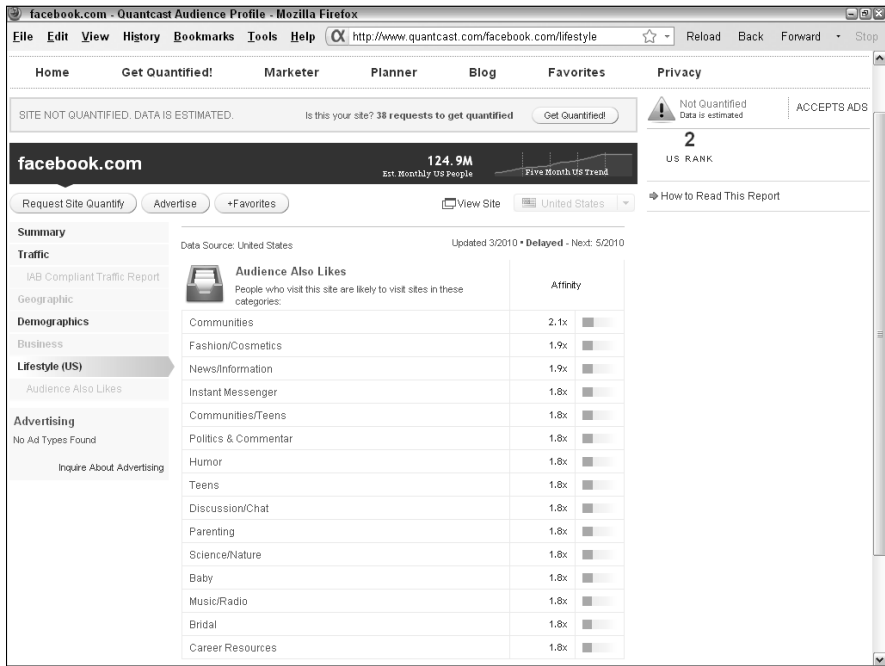 facebook.com - Quantcast Audience Profile - Mozilla Firefox
File Edit View History Bookmarks Tools Help http://www.quantcast.com/facebook.com/lifestyle Reload Back Forward Stop
Home Get Quantified! Marketer Planner Blog Favorites Privacy
SITE NOT QUANTIFIED. DATA IS ESTIMATED. Is this your site? 38 requests to get quantified Get Quantified!
Not Quantified
Data is estimated
ACCEPTS ADS
2
US RANK
facebook.com
124.9M
Est. Monthly US People
Five Month US Trend
How to Read This Report
Request Site Quantify Advertise +Favorites View Site United States
Summary
Traffic
IAB Compliant Traffic Report
Geographic
Demographics
Business
Lifestyle (US)
Audience Also Likes
Advertising
No Ad Types Found
Inquire About Advertising
Data Source: United States Updated 3/2010 • Delayed - Next: 5/2010
Audience Also Likes
People who visit this site are likely to visit sites in these
categories:
Affinity
Communities 2.1x
Fashion/Cosmetics 1.9x
News/Information 1.9x
Instant Messenger 1.8x
Communities/Teens 1.8x
Politics & Commentar 1.8x
Humor 1.8x
Teens 1.8x
Discussion/Chat 1.8x
Parenting 1.8x
Science/Nature 1.8x
Baby 1.8x
Music/Radio 1.8x
Bridal 1.8x
Career Resources 1.8x